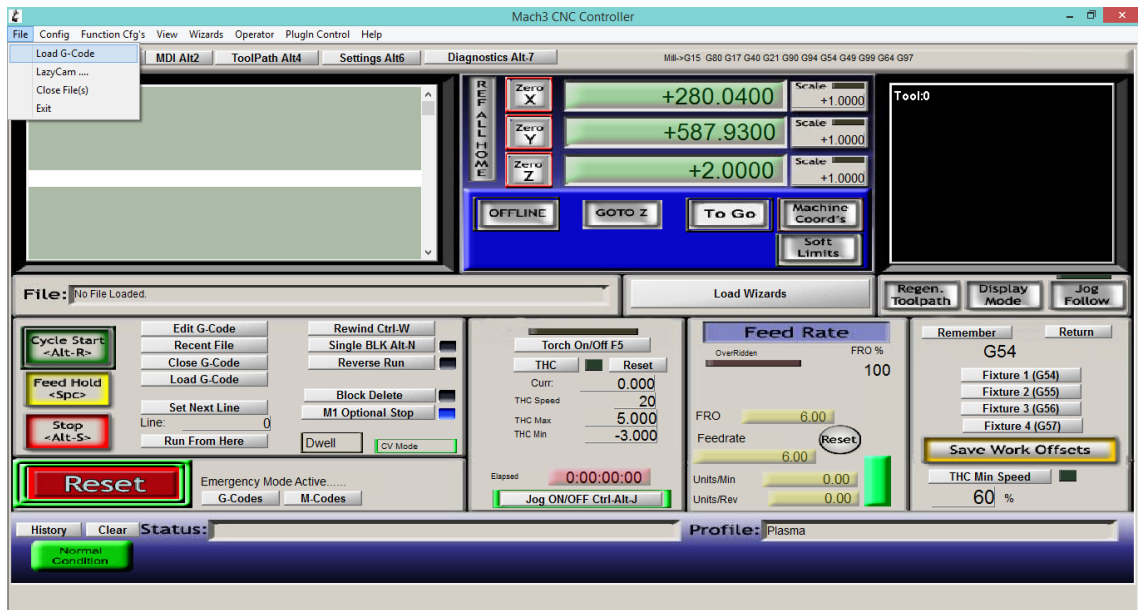 Mach3 CNC Controller
File Config Function Cfg's View Wizards Operator PlugIn Control Help
Load G-Code
LazyCam ....
Close File(s)
Exit
MDI Alt2 ToolPath Alt4 Settings Alt6 Diagnostics Alt-7 Mill->G15 G80 G17 G40 G21 G90 G94 G54 G49 G99 G64 G97
REF ALL HOME
Zero X +280.0400 Scale +1.0000
Zero Y +587.9300 Scale +1.0000
Zero Z +2.0000 Scale +1.0000
Tool:0
OFFLINE GOTO Z To Go Machine Coord's
Soft Limits
File: No File Loaded.
Load Wizards
Regen. Toolpath Display Mode Jog Follow
Cycle Start <Alt-R>
Feed Hold <Spc>
Stop <Alt-S>
Edit G-Code
Recent File
Close G-Code
Load G-Code
Set Next Line
Line: 0
Run From Here
Rewind Ctrl-W
Single BLK Alt-N
Reverse Run
Block Delete
M1 Optional Stop
Dwell CV Mode
Reset
Emergency Mode Active......
G-Codes M-Codes
Torch On/Off F5
THC Reset
Curr: 0.000
THC Speed 20
THC Max 5.000
THC Min -3.000
Elapsed 0:00:00:00
Jog ON/OFF Ctrl-Alt-J
Feed Rate
OverRidden FRO %
100
FRO 6.00
Feedrate Reset
6.00
Units/Min 0.00
Units/Rev 0.00
Remember Return
G54
Fixture 1 (G54)
Fixture 2 (G55)
Fixture 3 (G56)
Fixture 4 (G57)
Save Work Offsets
THC Min Speed
60 %
History Clear Status: Profile: Plasma
Normal Condition